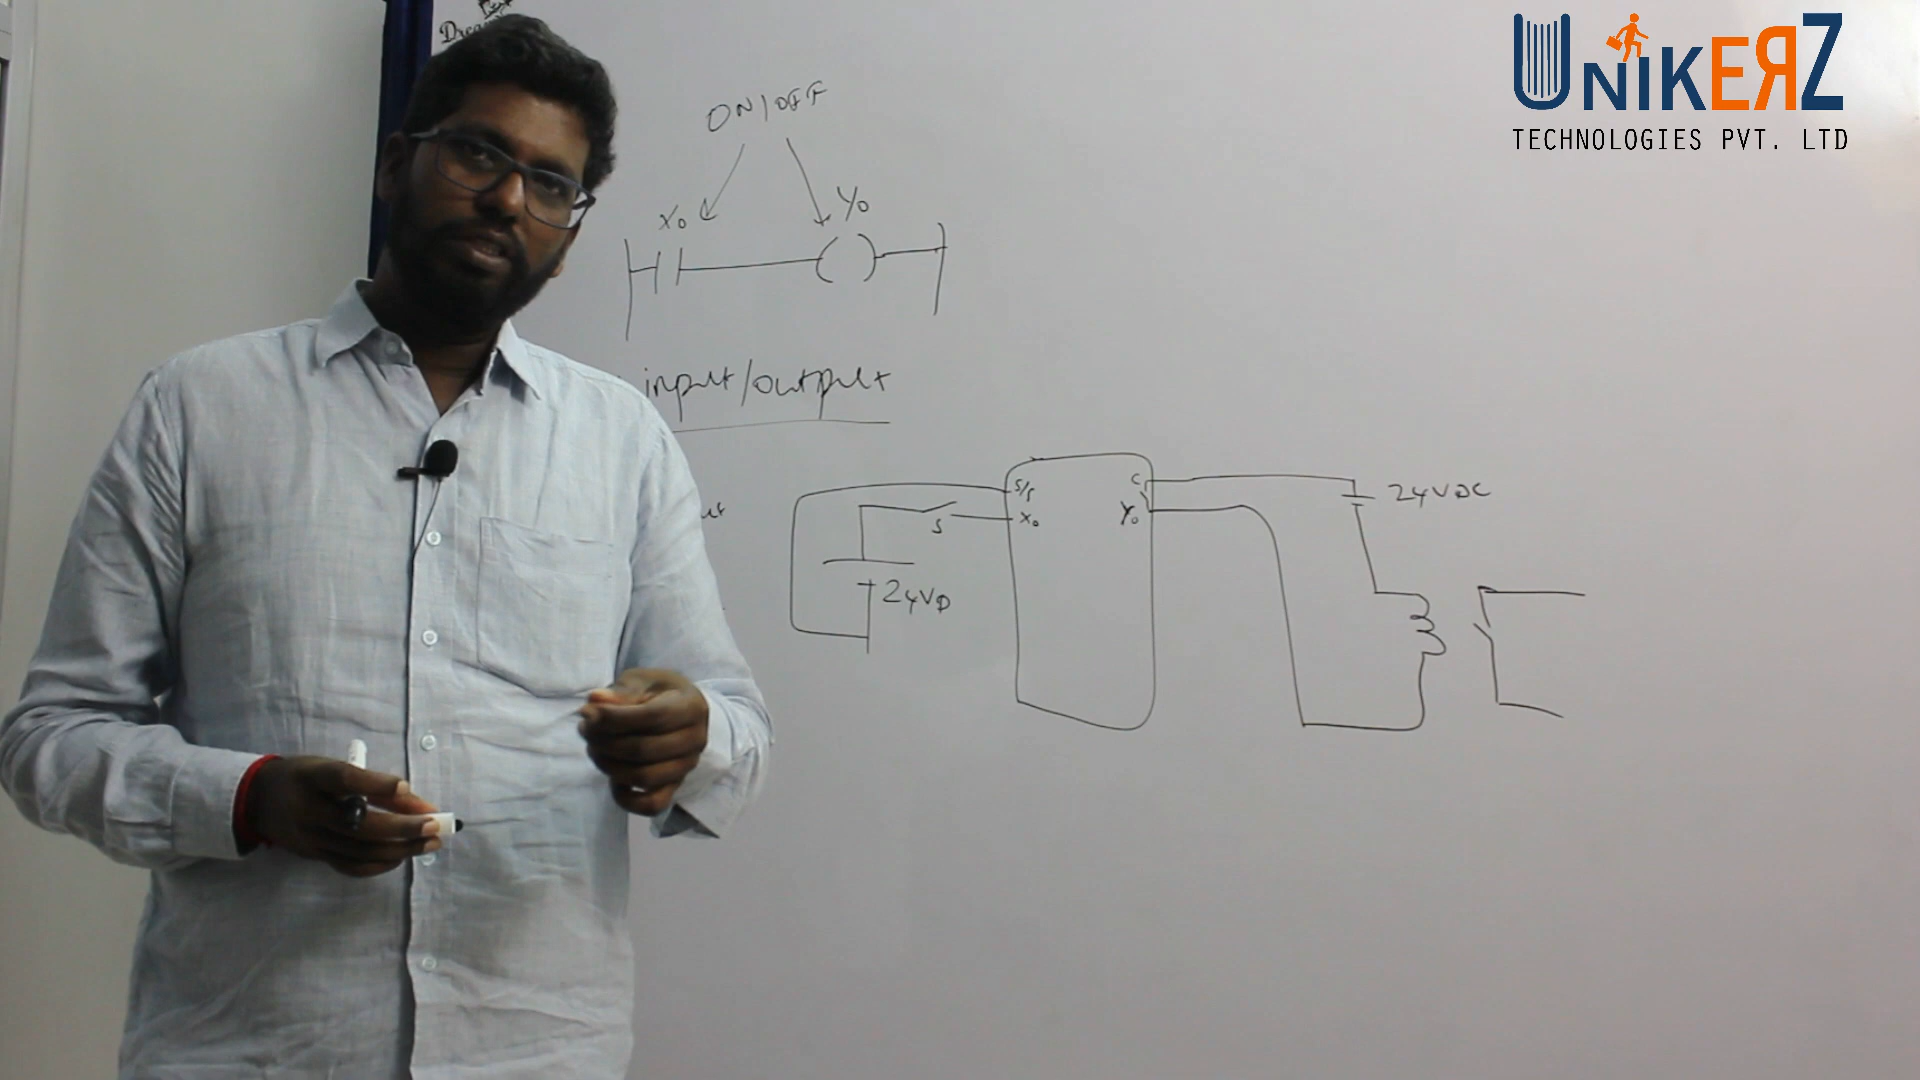 UNIKERZ
TECHNOLOGIES PVT. LTD
ON/OFF
X0
Y0
input/output
S/S
C
24VDC
X0
Y0
S
24VD